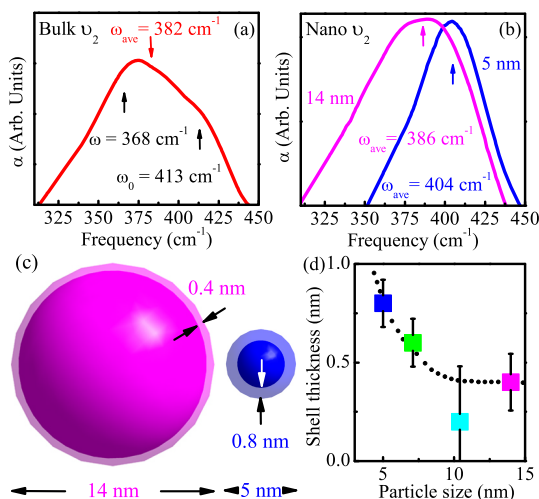 Bulk υ₂
ω_ave = 382 cm⁻¹
(a)
ω = 368 cm⁻¹
ω₀ = 413 cm⁻¹
α (Arb. Units)
325 350 375 400 425 450
Frequency (cm⁻¹)
Nano υ₂
(b)
5 nm
14 nm
ω_ave = 386 cm⁻¹
ω_ave = 404 cm⁻¹
α (Arb. Units)
325 350 375 400 425 450
Frequency (cm⁻¹)
(c)
0.4 nm
0.8 nm
14 nm
5 nm
(d)
Shell thickness (nm)
1.0
0.5
0.0
5 10 15
Particle size (nm)